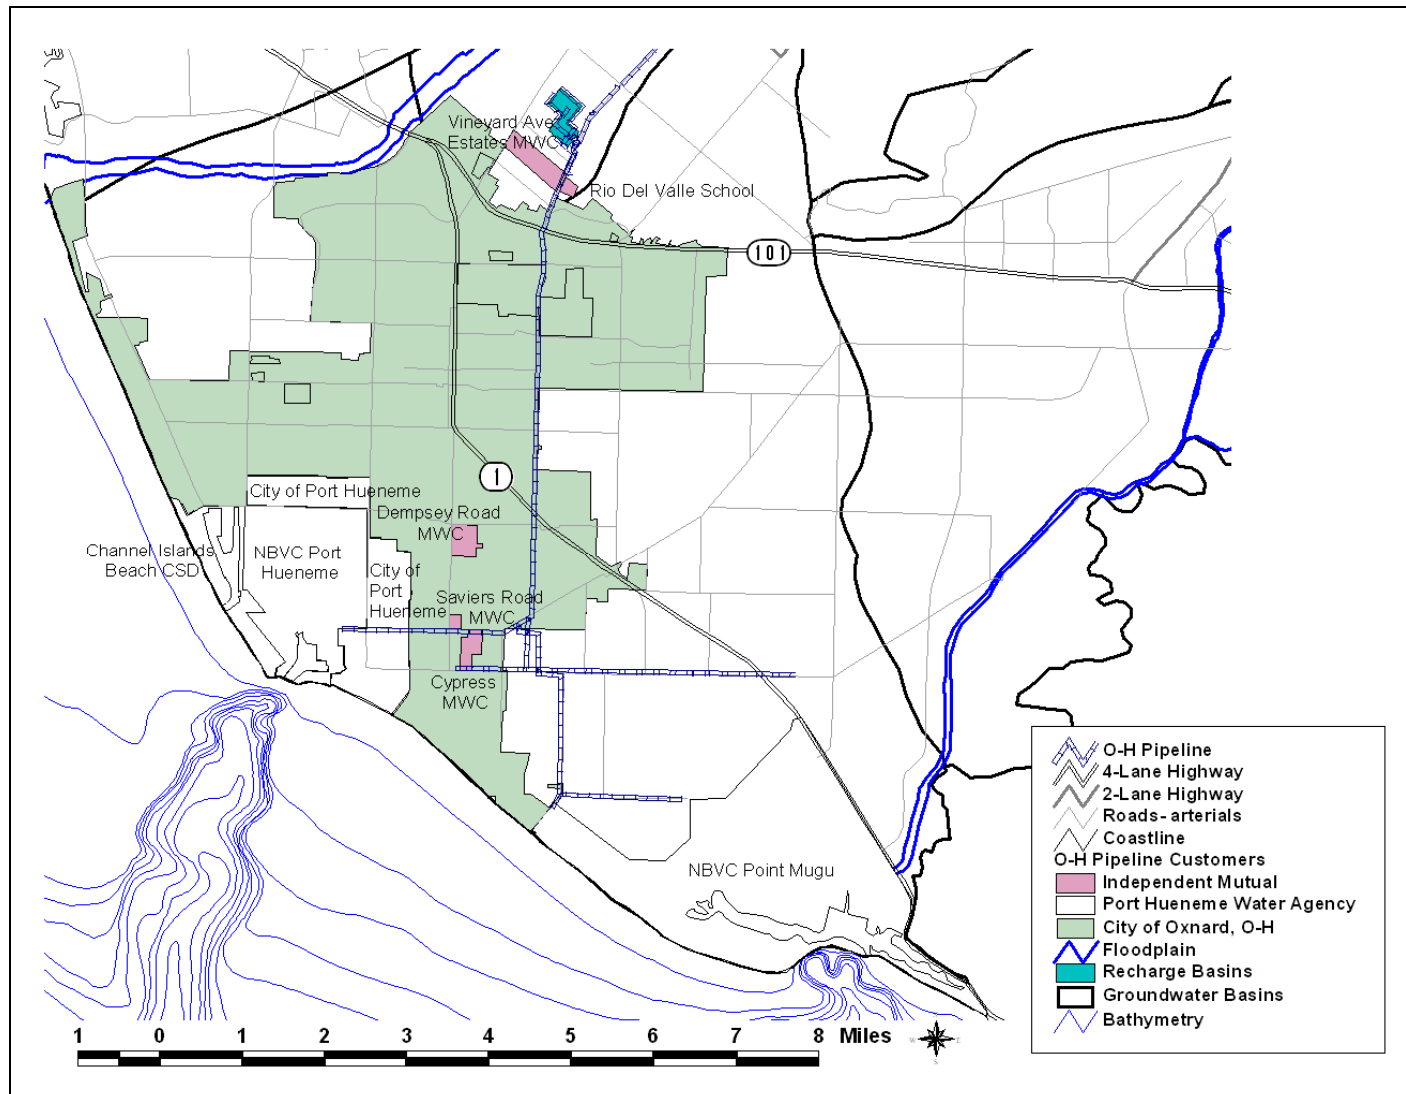 Vineyard Ave
Estates MWC
Rio Del Valle School
101
1
City of Port Hueneme
Dempsey Road
MWC
Channel Islands
Beach CSD
NBVC Port
Hueneme
City of
Port
Hueneme
Saviers Road
MWC
Cypress
MWC
NBVC Point Mugu
O-H Pipeline
4-Lane Highway
2-Lane Highway
Roads- arterials
Coastline
O-H Pipeline Customers
Independent Mutual
Port Hueneme Water Agency
City of Oxnard, O-H
Floodplain
Recharge Basins
Groundwater Basins
Bathymetry
1 0 1 2 3 4 5 6 7 8 Miles
W E
S